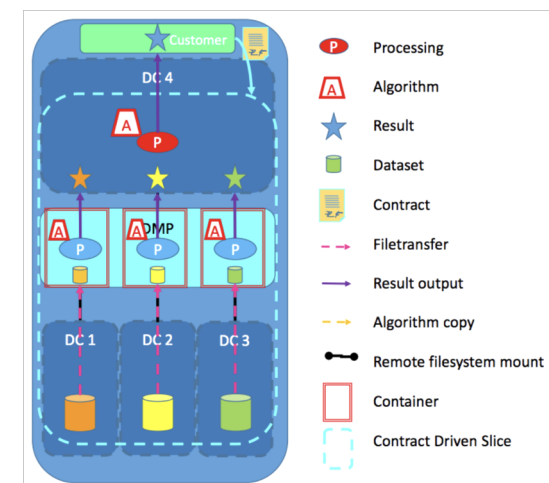 Customer
DC 4
A
P
A
DMP
A
A
P
P
P
DC 1
DC 2
DC 3
P
Processing
A
Algorithm
Result
Dataset
Contract
Filetransfer
Result output
Algorithm copy
Remote filesystem mount
Container
Contract Driven Slice